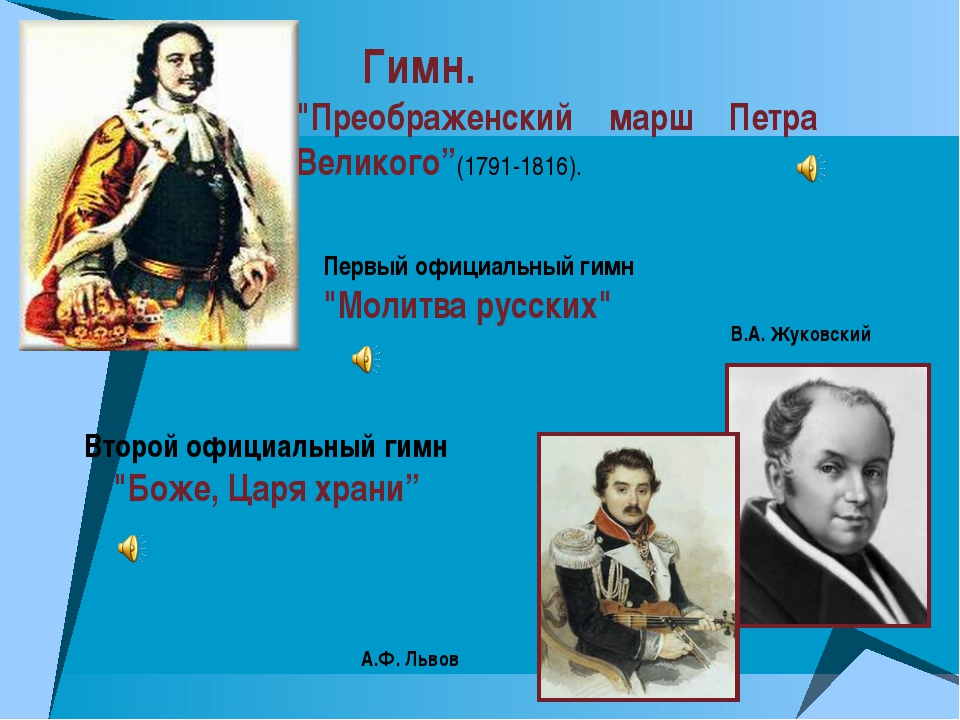 Гимн.
"Преображенский марш Петра
Великого”(1791-1816).
Первый официальный гимн
"Молитва русских"
В.А. Жуковский
Второй официальный гимн
"Боже, Царя храни”
А.Ф. Львов